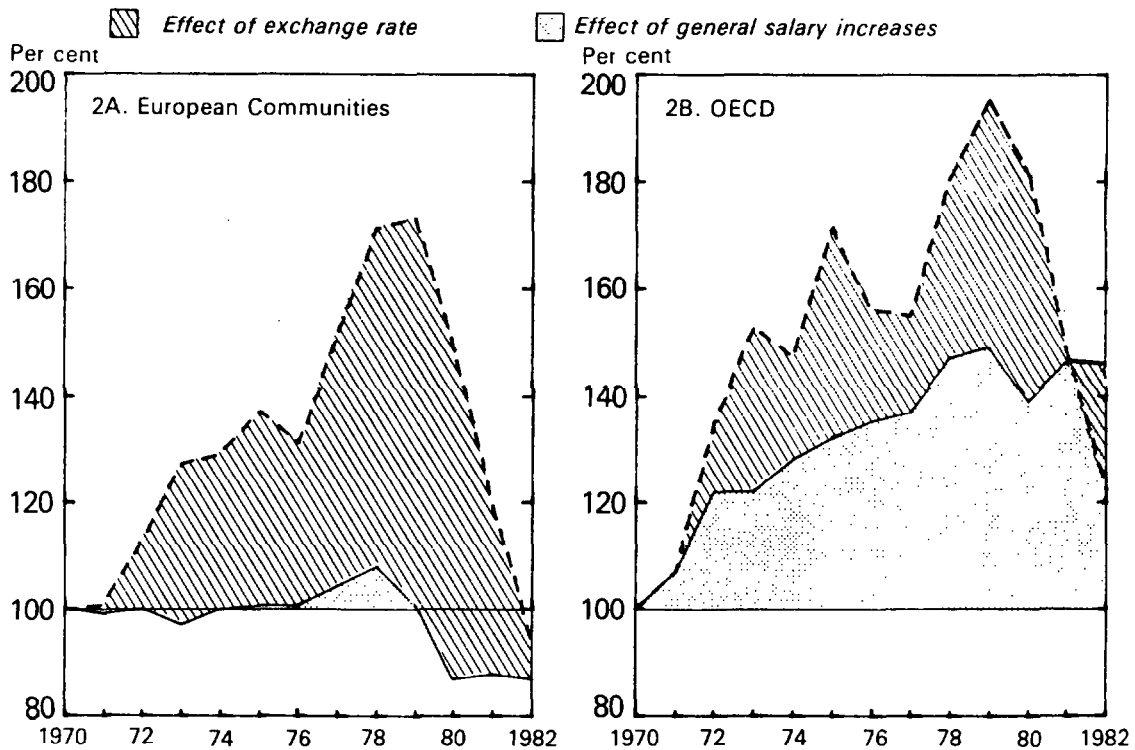 Effect of exchange rate
Effect of general salary increases
Per cent
200
2A. European Communities
180
160
140
120
100
80
1970 72 74 76 78 80 1982
Per cent
200
2B. OECD
180
160
140
120
100
80
1970 72 74 76 78 80 1982